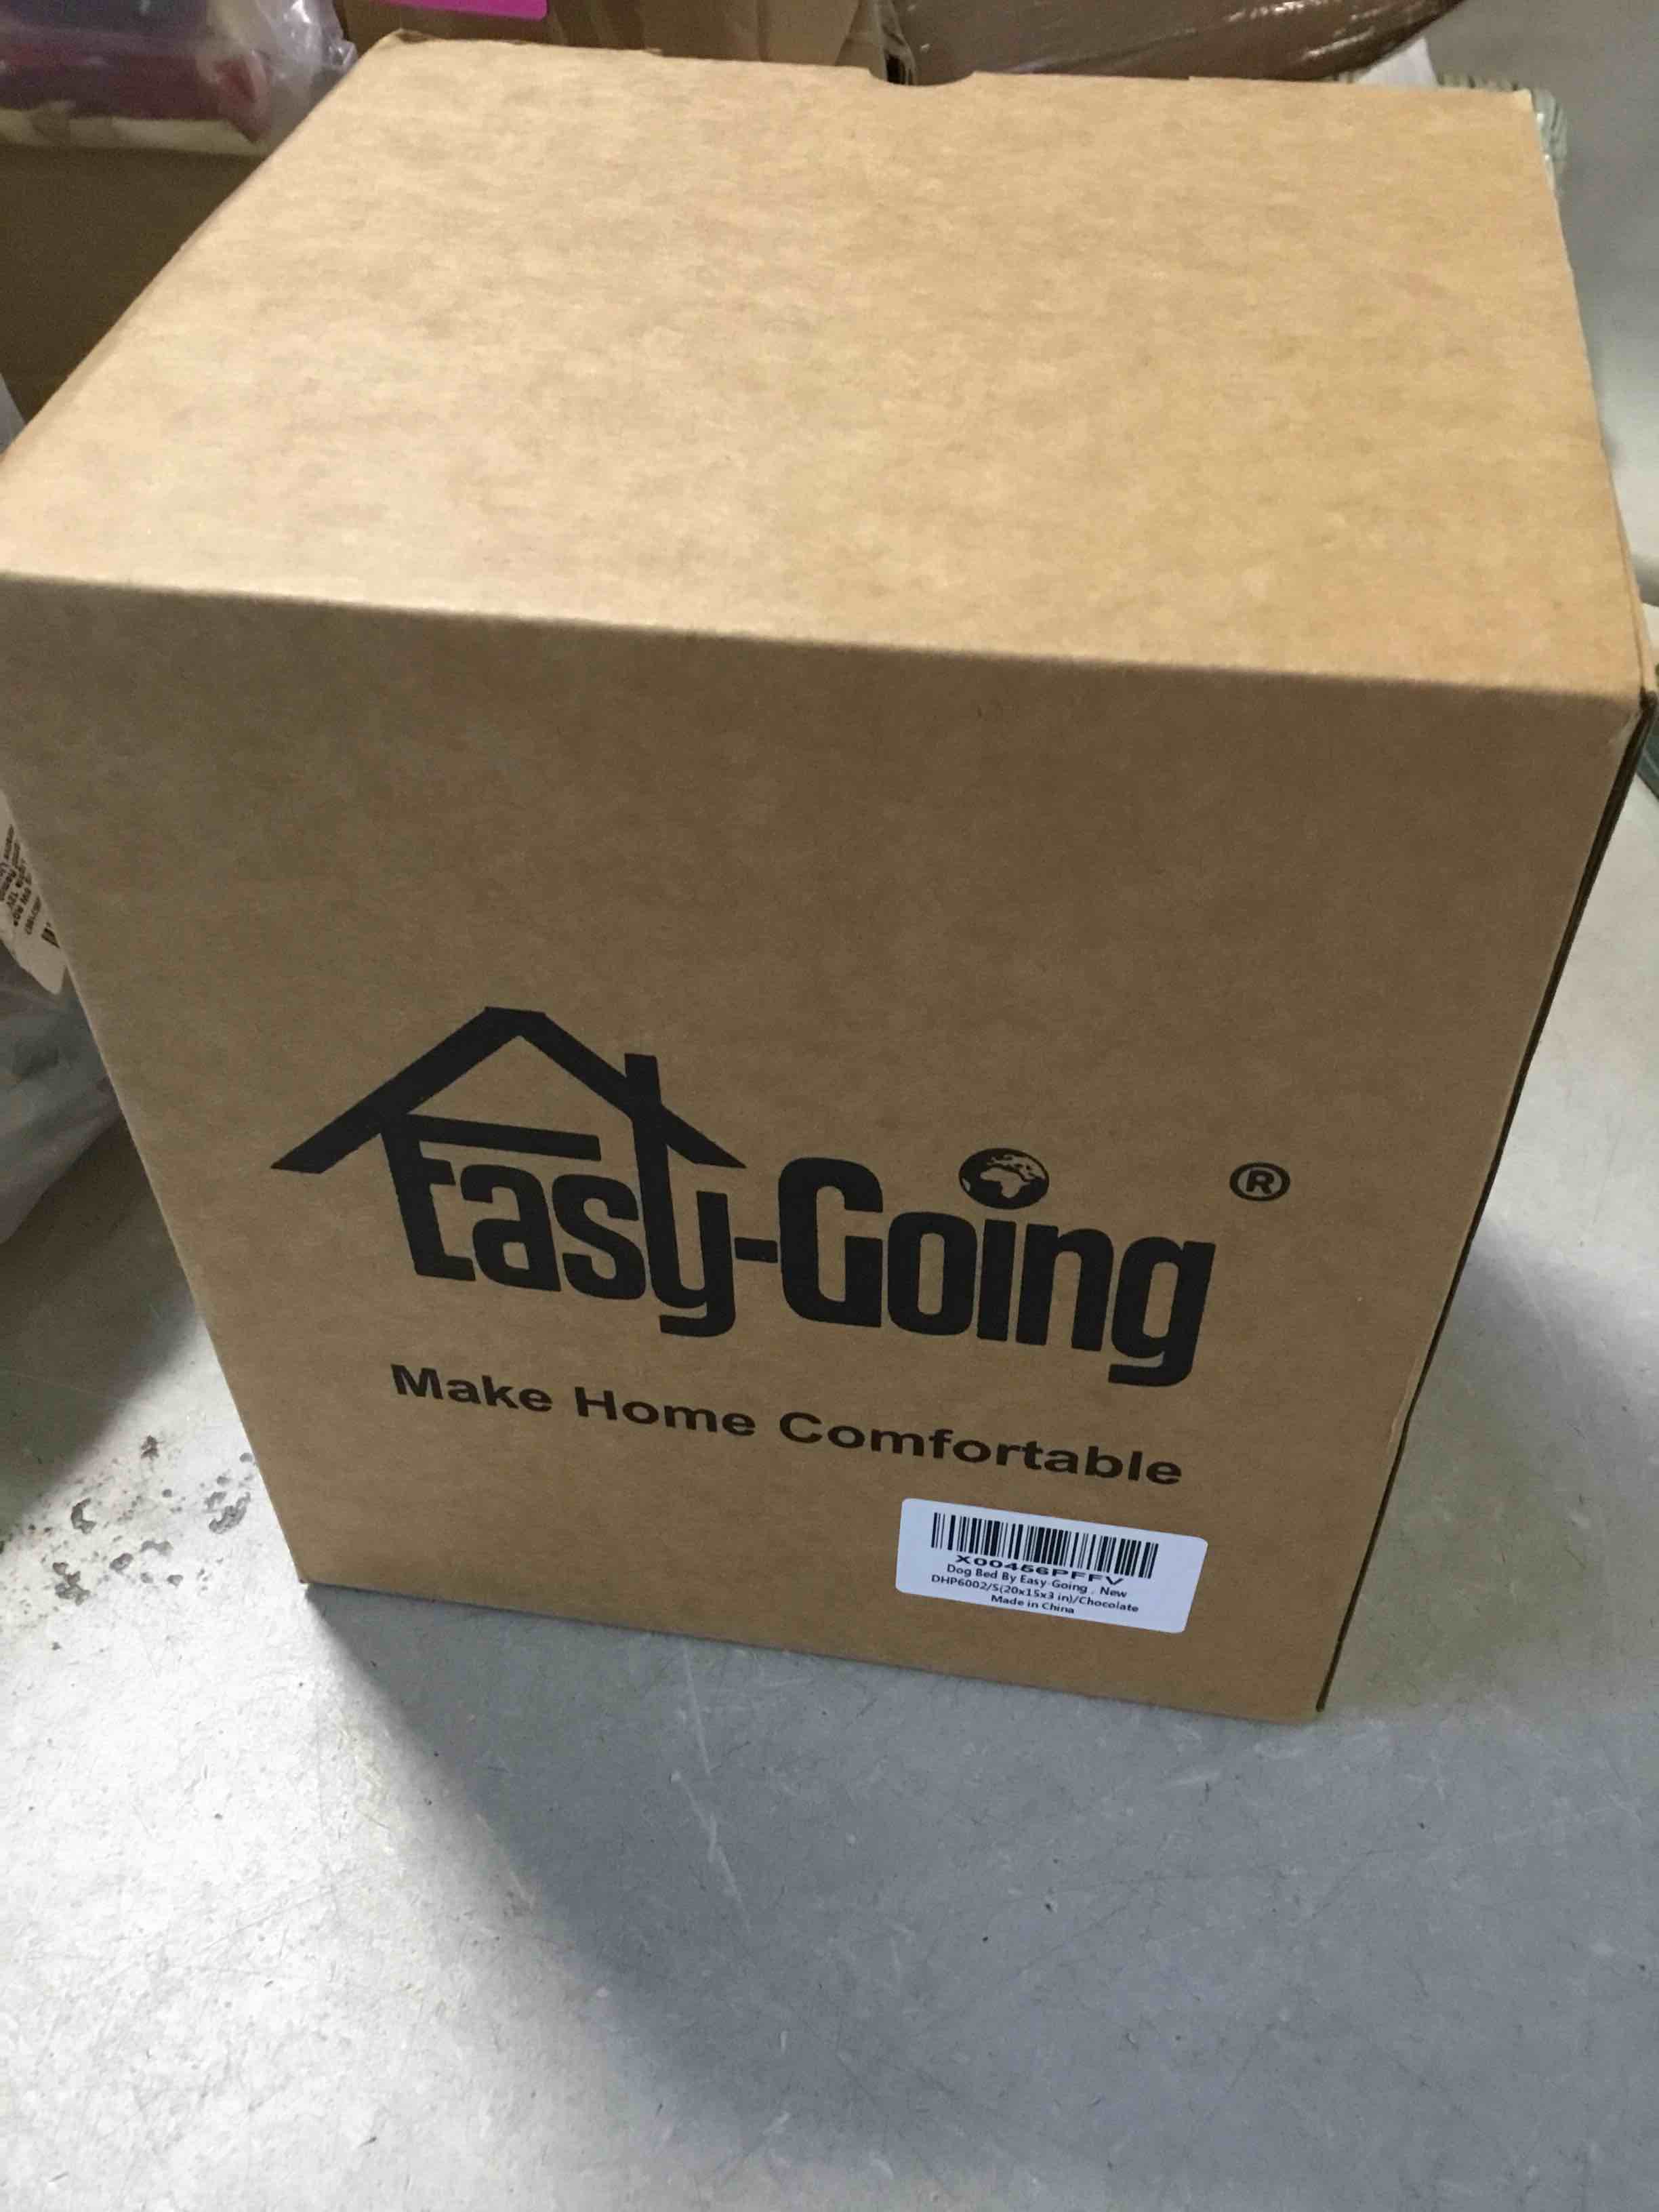 Easy-Going ®
Make Home Comfortable
X00456PFFV
Dog Bed By Easy-Going , New
DHP6002/S(20x15x3 in)/Chocolate
Made in China